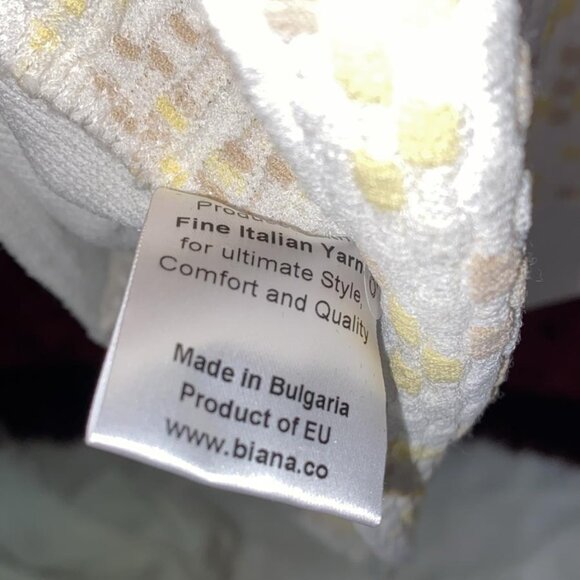 Fine Italian Yarn
for ultimate Style,
Comfort and Quality
Made in Bulgaria
Product of EU
www.biana.co